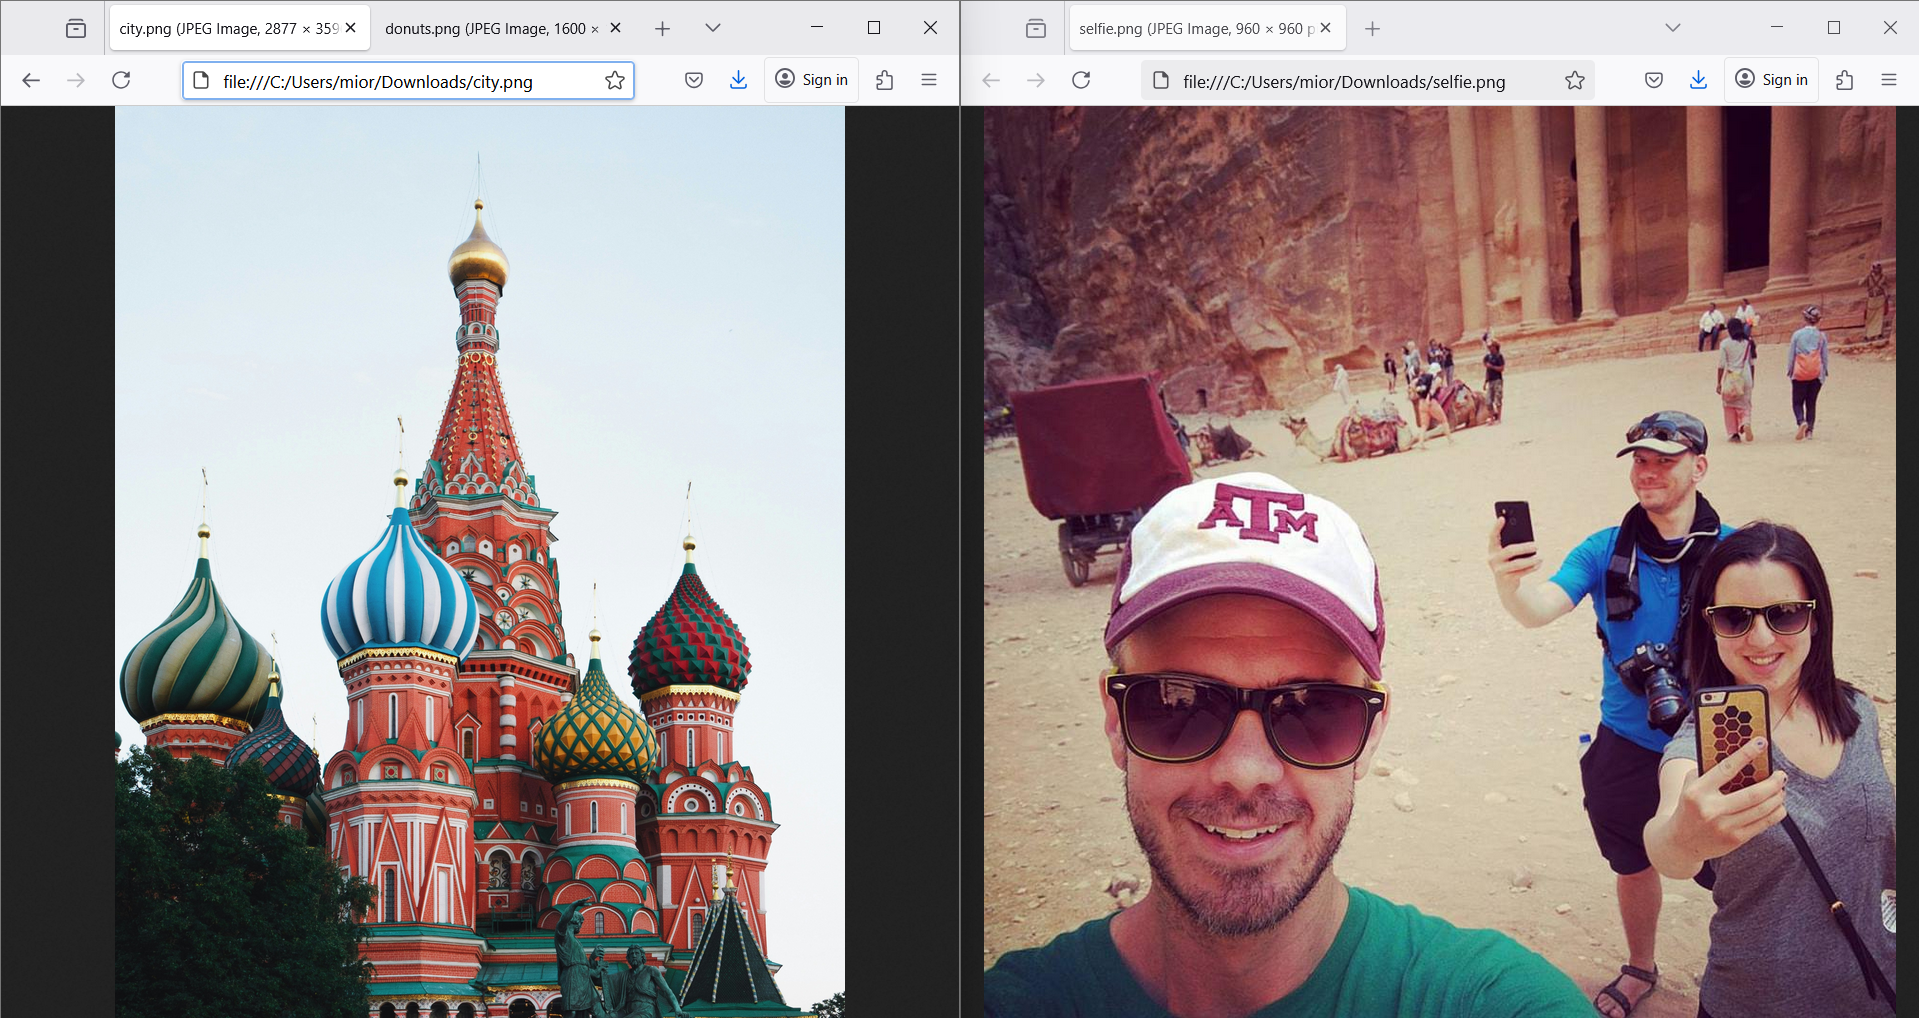 city.png (JPEG Image, 2877 × 359
donuts.png (JPEG Image, 1600 ×
file:///C:/Users/mior/Downloads/city.png
Sign in
selfie.png (JPEG Image, 960 × 960 p
file:///C:/Users/mior/Downloads/selfie.png
Sign in
ATM